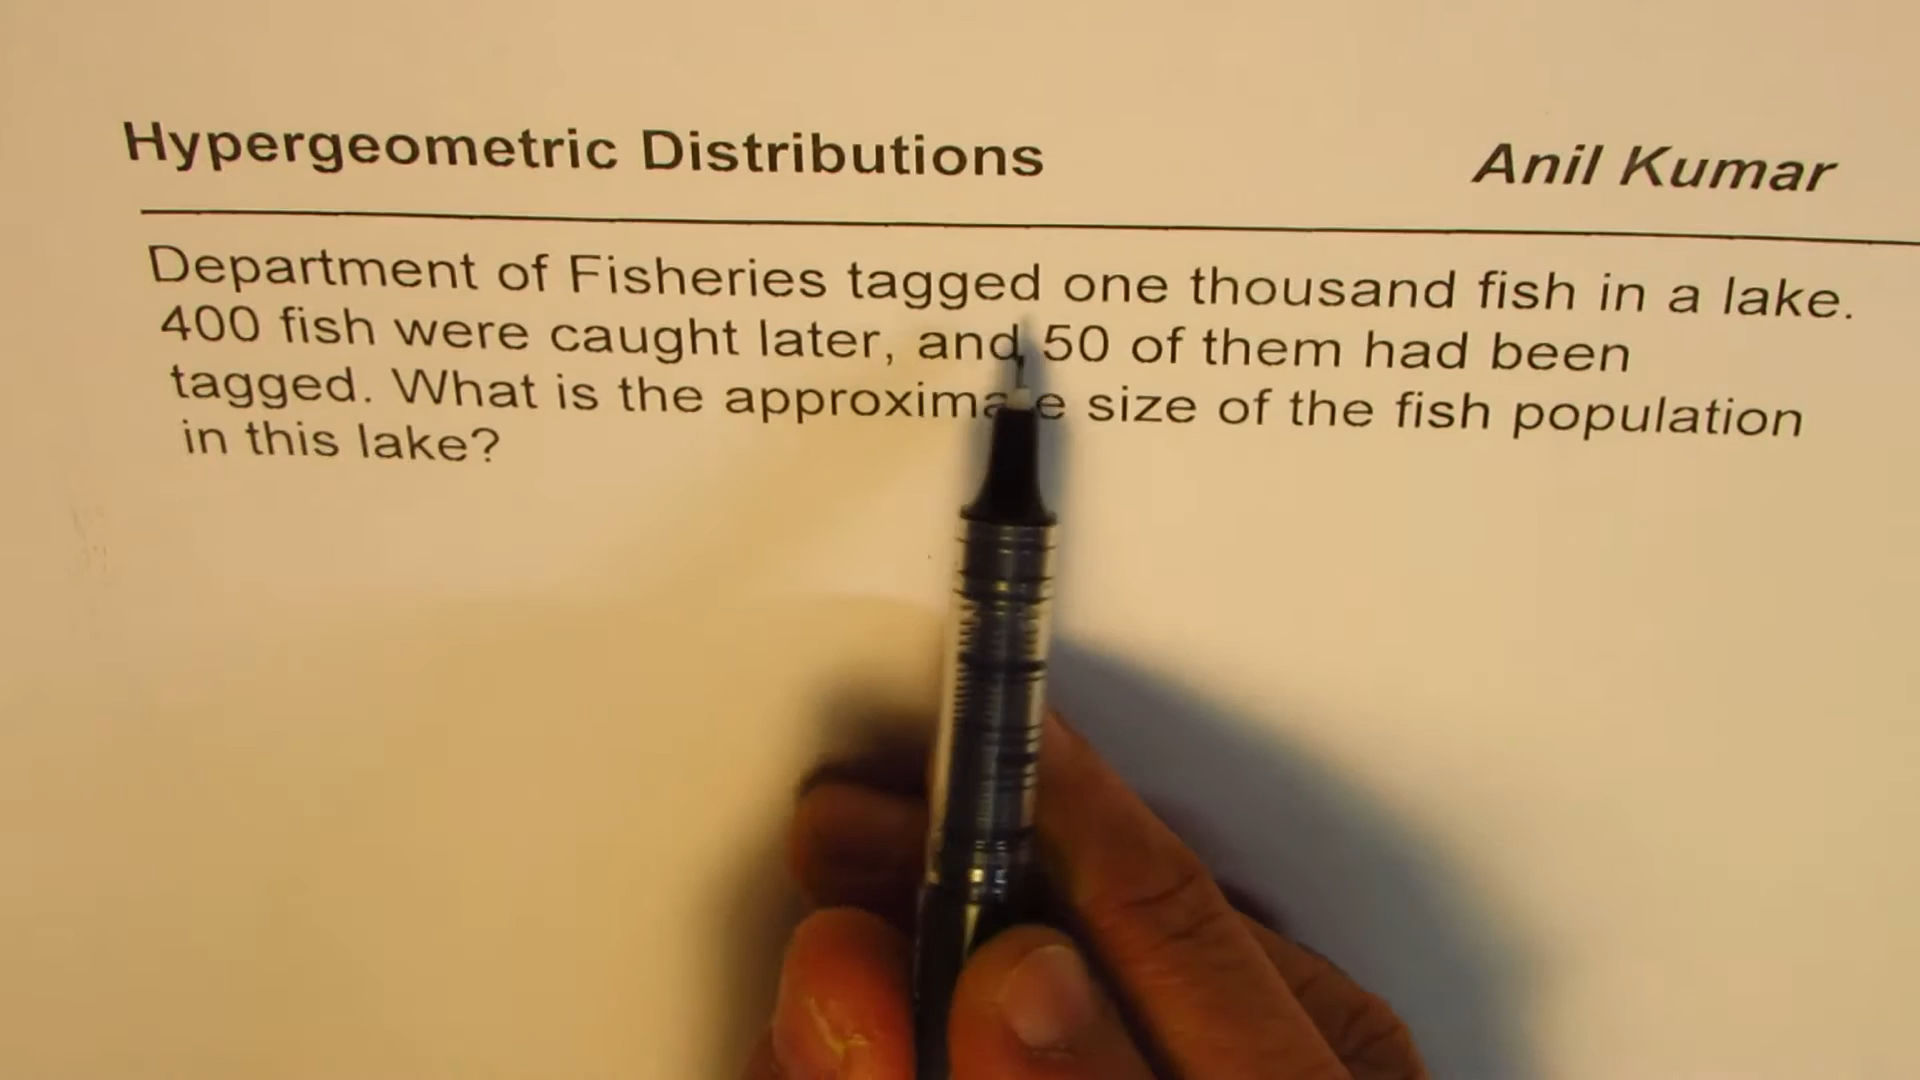 Hypergeometric Distributions
Anil Kumar
Department of Fisheries tagged one thousand fish in a lake.
400 fish were caught later, and 50 of them had been
tagged. What is the approximate size of the fish population
in this lake?